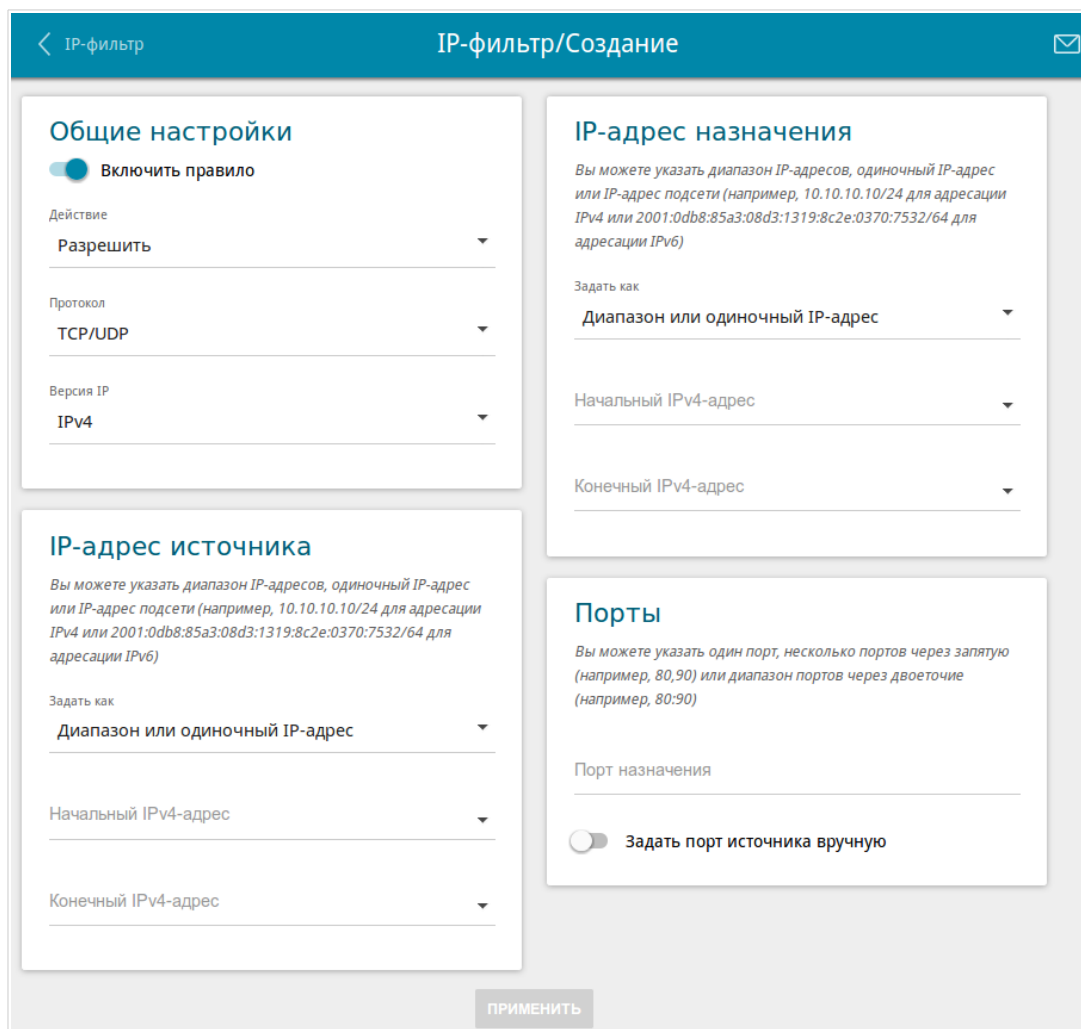 IP-фильтр
IP-фильтр/Создание
Общие настройки
Включить правило
Действие
Разрешить
Протокол
TCP/UDP
Версия IP
IPv4
IP-адрес источника
Вы можете указать диапазон IP-адресов, одиночный IP-адрес
или IP-адрес подсети (например, 10.10.10.10/24 для адресации
IPv4 или 2001:0db8:85a3:08d3:1319:8c2e:0370:7532/64 для
адресации IPv6)
Задать как
Диапазон или одиночный IP-адрес
Начальный IPv4-адрес
Конечный IPv4-адрес
IP-адрес назначения
Вы можете указать диапазон IP-адресов, одиночный IP-адрес
или IP-адрес подсети (например, 10.10.10.10/24 для адресации
IPv4 или 2001:0db8:85a3:08d3:1319:8c2e:0370:7532/64 для
адресации IPv6)
Задать как
Диапазон или одиночный IP-адрес
Начальный IPv4-адрес
Конечный IPv4-адрес
Порты
Вы можете указать один порт, несколько портов через запятую
(например, 80,90) или диапазон портов через двоеточие
(например, 80:90)
Порт назначения
Задать порт источника вручную
ПРИМЕНИТЬ